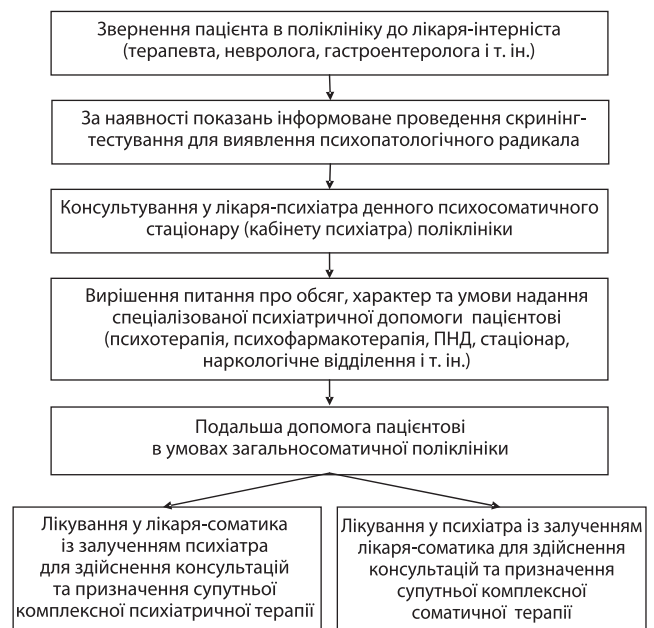 Звернення пацієнта в поліклініку до лікаря-інтерніста
(терапевта, невролога, гастроентеролога і т. ін.)
За наявності показань інформоване проведення скринінг-
тестування для виявлення психопатологічного радикала
Консультування у лікаря-психіатра денного психосоматичного
стаціонару (кабінету психіатра) поліклініки
Вирішення питання про обсяг, характер та умови надання
спеціалізованої психіатричної допомоги пацієнтові
(психотерапія, психофармакотерапія, ПНД, стаціонар,
наркологічне відділення і т. ін.)
Подальша допомога пацієнтові
в умовах загальносоматичної поліклініки
Лікування у лікаря-соматика
із залученням психіатра
для здійснення консультацій
та призначення супутньої
комплексної психіатричної терапії
Лікування у психіатра із залученням
лікаря-соматика для здійснення
консультацій та призначення
супутньої комплексної
соматичної терапії